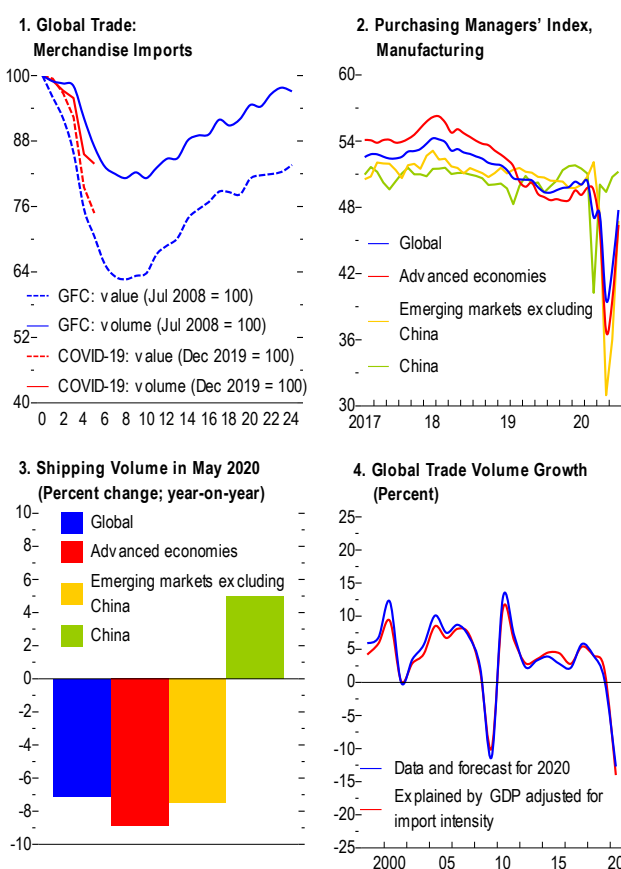 1. Global Trade:
Merchandise Imports
100
88
76
64
52
40
GFC: value (Jul 2008 = 100)
GFC: volume (Jul 2008 = 100)
COVID-19: value (Dec 2019 = 100)
COVID-19: volume (Dec 2019 = 100)
0 2 4 6 8 10 12 14 16 18 20 22 24
2. Purchasing Managers' Index,
Manufacturing
60
54
48
42
36
30
Global
Advanced economies
Emerging markets excluding
China
China
2017 18 19 20
3. Shipping Volume in May 2020
(Percent change; year-on-year)
10
8
6
4
2
0
-2
-4
-6
-8
-10
Global
Advanced economies
Emerging markets excluding
China
China
4. Global Trade Volume Growth
(Percent)
25
20
15
10
5
0
-5
-10
-15
-20
-25
Data and forecast for 2020
Explained by GDP adjusted for
import intensity
2000 05 10 15 20